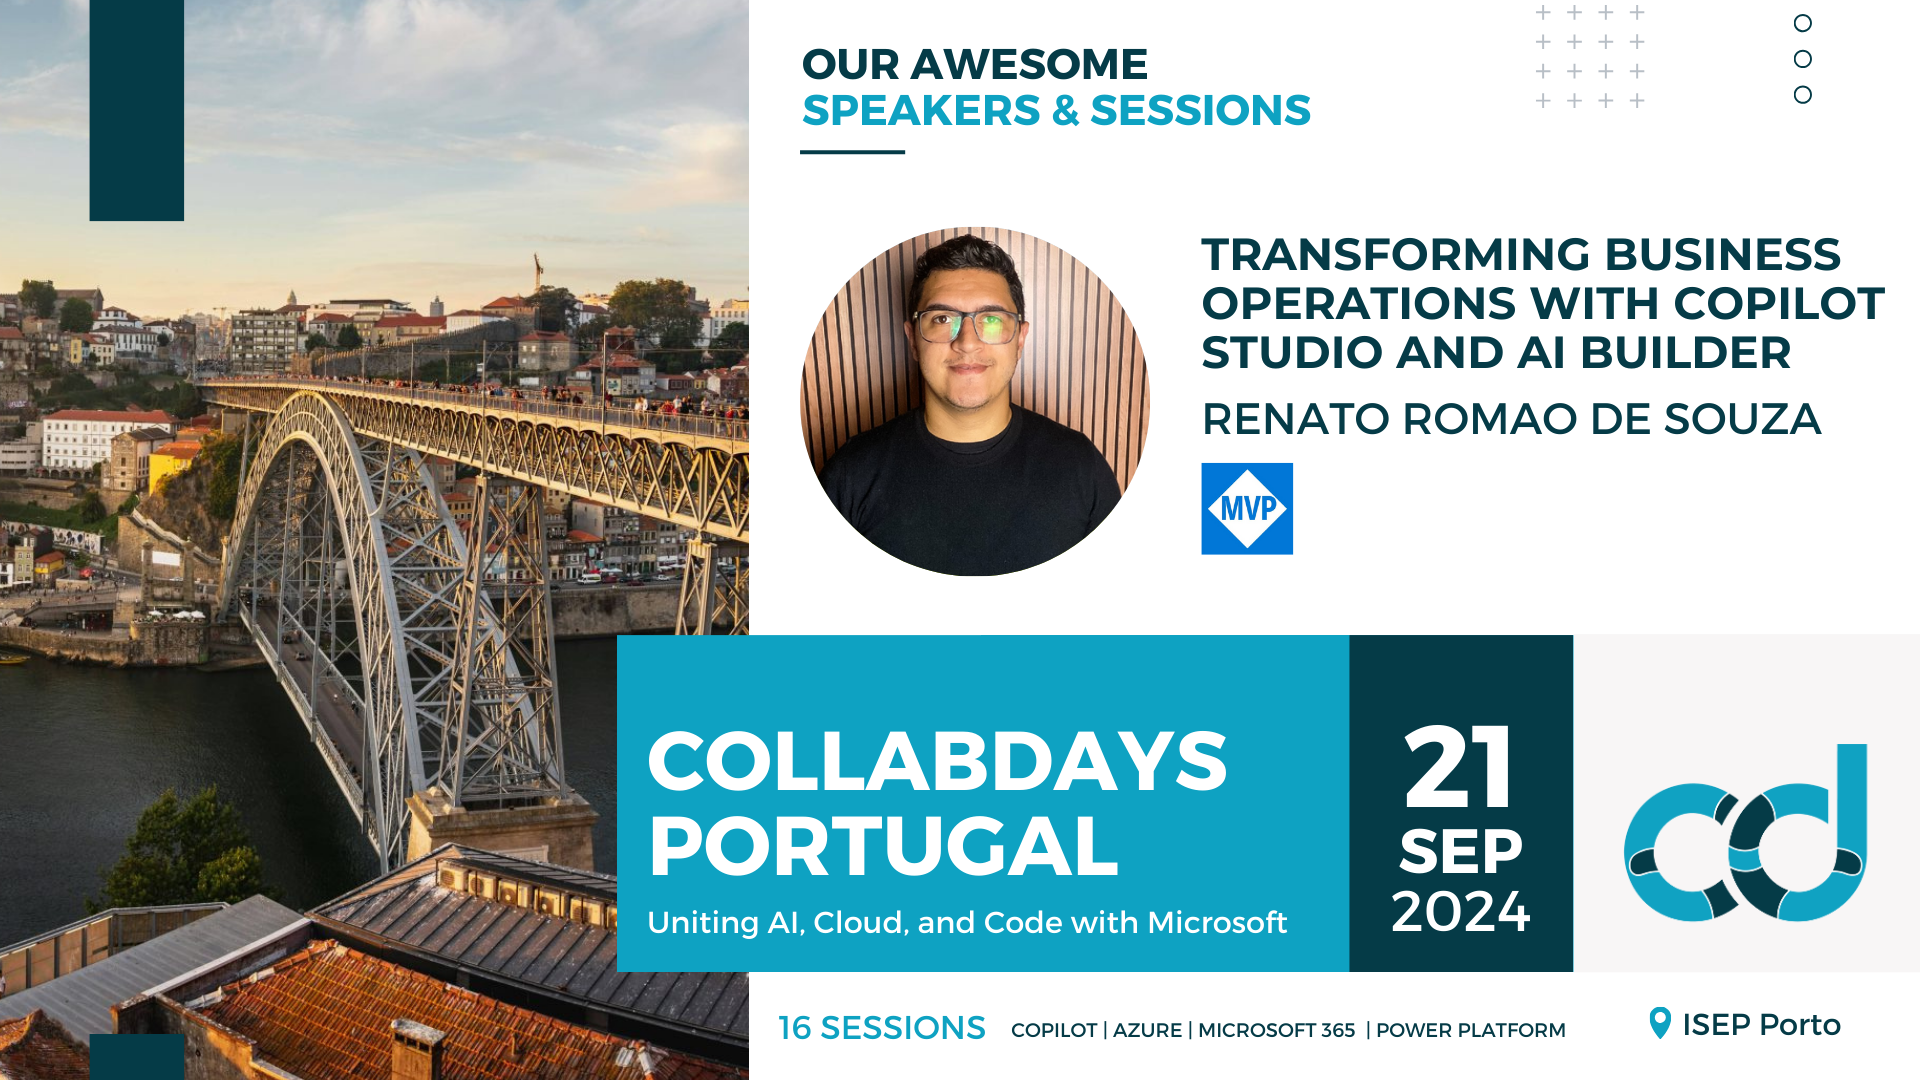 OUR AWESOME
SPEAKERS & SESSIONS
TRANSFORMING BUSINESS
OPERATIONS WITH COPILOT
STUDIO AND AI BUILDER
RENATO ROMAO DE SOUZA
MVP
COLLABDAYS
PORTUGAL
Uniting AI, Cloud, and Code with Microsoft
21
SEP
2024
cd
16 SESSIONS
COPILOT | AZURE | MICROSOFT 365 | POWER PLATFORM
ISEP Porto